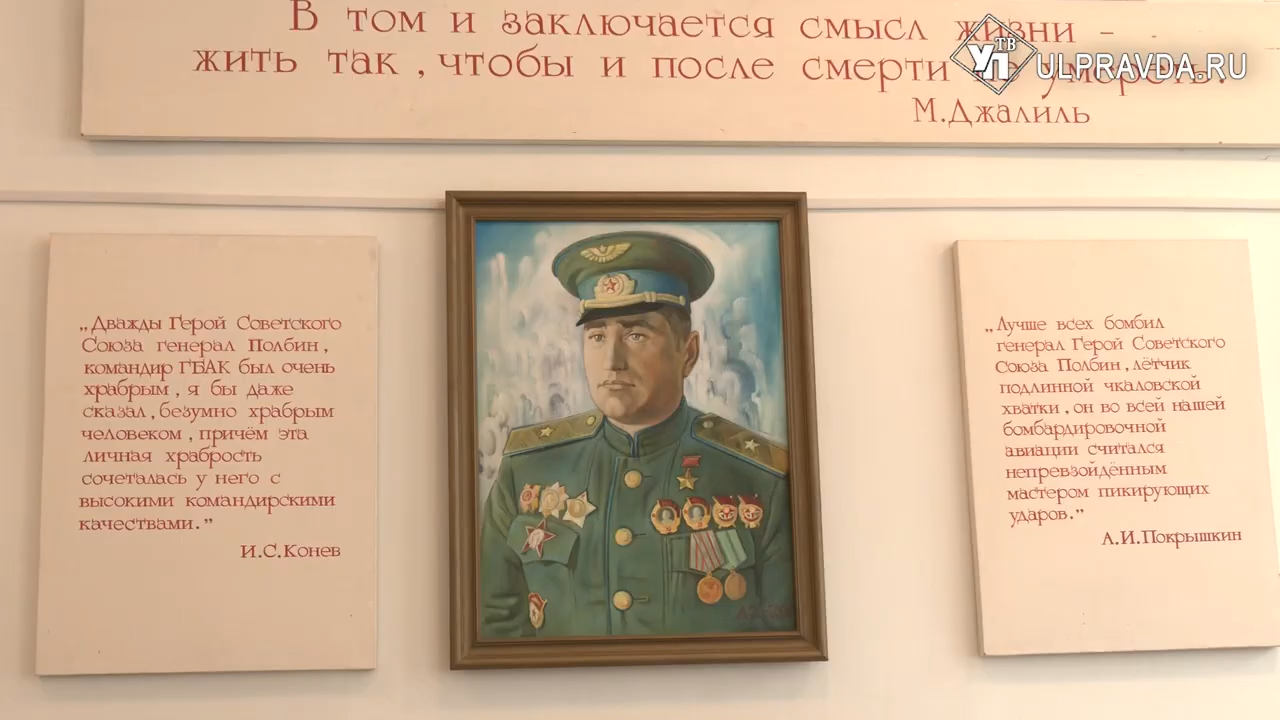 В том и заключается смысл жизни –
жить так, чтобы и после смерти не умереть.
М.Джалиль
УП ТВ ULPRAVDA.RU
„Дважды Герой Советского
Союза генерал Полбин,
командир ГБАК был очень
храбрым, я бы даже
сказал, безумно храбрым
человеком, причём эта
личная храбрость
сочеталась у него с
высокими командирскими
качествами.”
И.С.Конев
„Лучше всех бомбил
генерал Герой Советского
Союза Полбин, лётчик
подлинной чкаловской
хватки, он во всей нашей
бомбардировочной
авиации считался
непревзойдённым
мастером пикирующих
ударов.”
А.И.Покрышкин